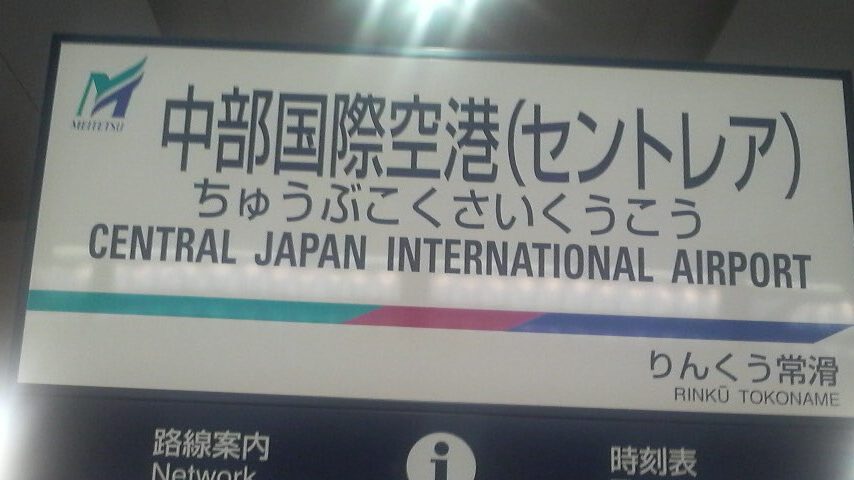 MEITETSU
中部国際空港(セントレア)
ちゅうぶこくさいくうこう
CENTRAL JAPAN INTERNATIONAL AIRPORT
りんくう常滑
RINKŪ TOKONAME
路線案内
Network
i
時刻表